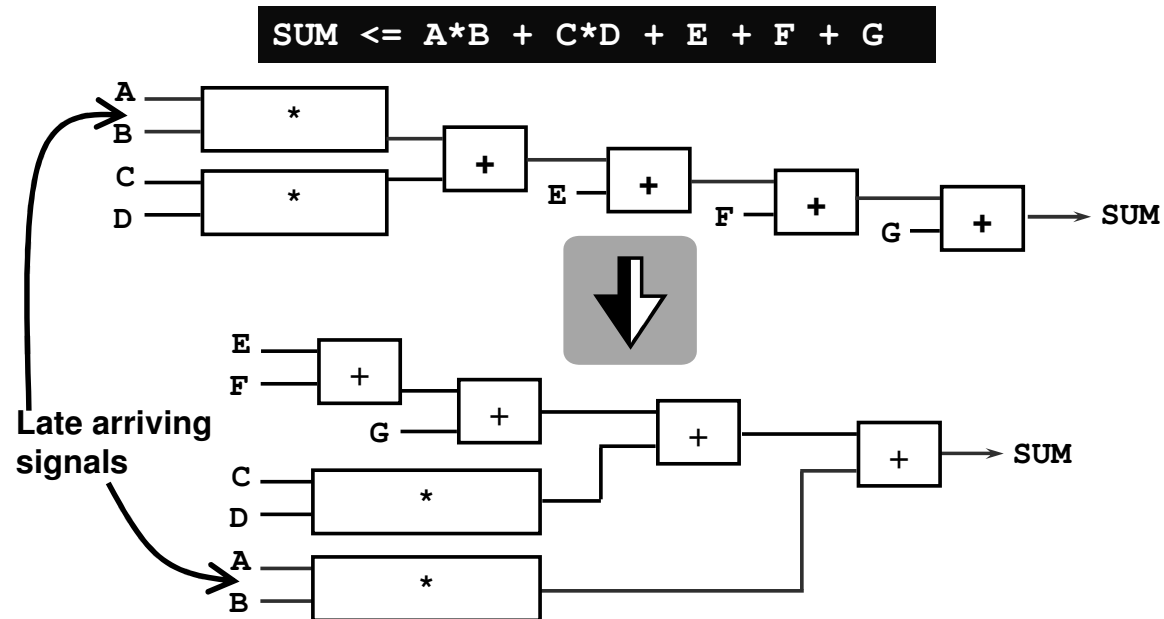 SUM <= A*B + C*D + E + F + G
A
*
B
+
C
*
+
E
D
+
F
+
G
SUM
E
+
F
+
G
+
+
SUM
Late arriving
signals
C
*
D
A
*
B